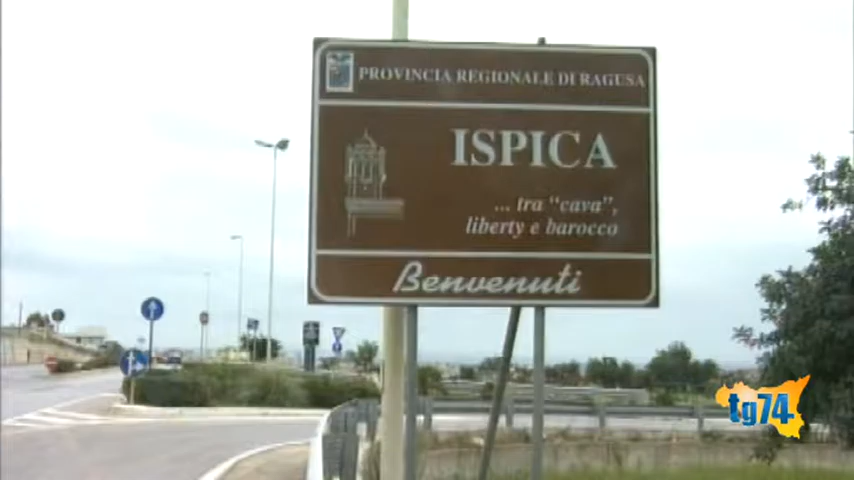 PROVINCIA REGIONALE DI RAGUSA
ISPICA
... tra "cava",
liberty e barocco
Benvenuti
tg74